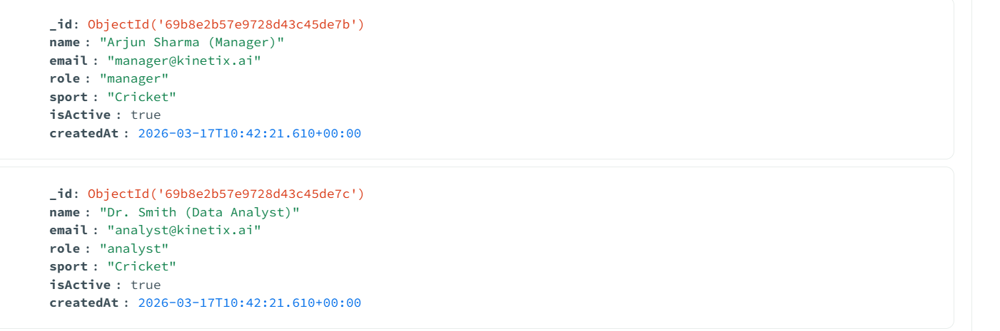 _id: ObjectId('69b8e2b57e9728d43c45de7b')
name : "Arjun Sharma (Manager)"
email : "manager@kinetix.ai"
role : "manager"
sport : "Cricket"
isActive : true
createdAt : 2026-03-17T10:42:21.610+00:00
_id: ObjectId('69b8e2b57e9728d43c45de7c')
name : "Dr. Smith (Data Analyst)"
email : "analyst@kinetix.ai"
role : "analyst"
sport : "Cricket"
isActive : true
createdAt : 2026-03-17T10:42:21.610+00:00